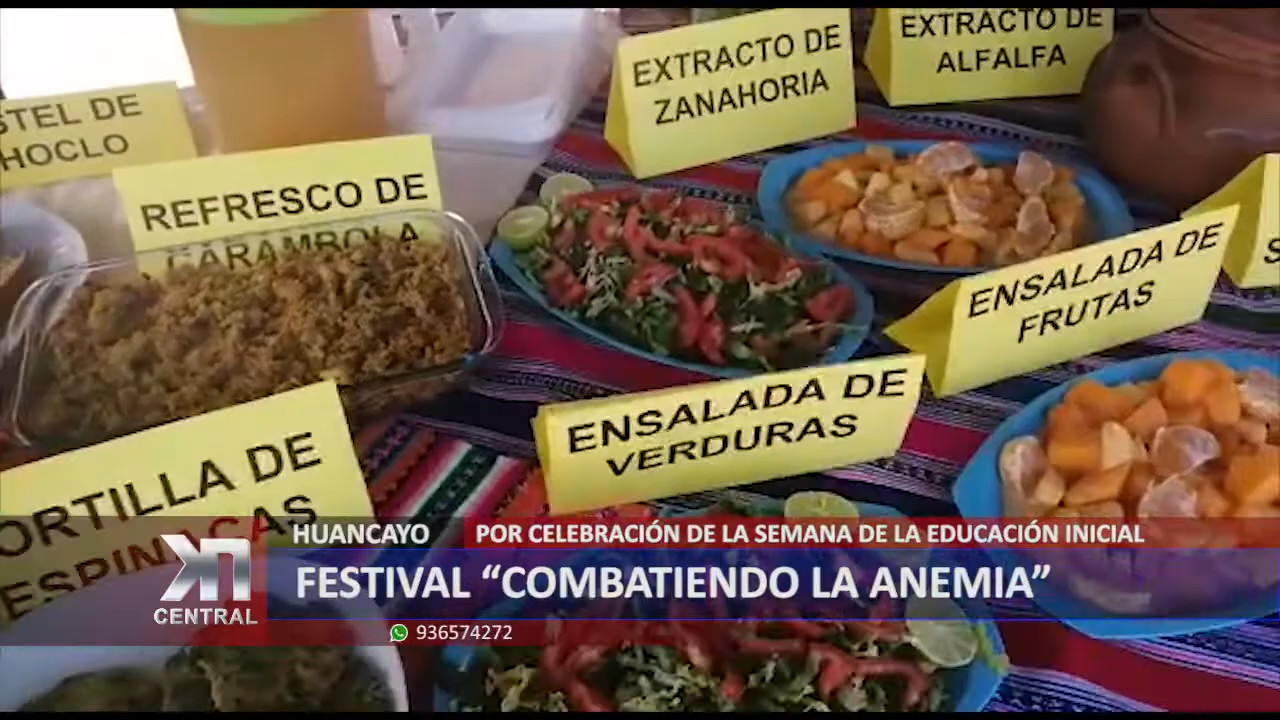 EXTRACTO DE
ZANAHORIA
EXTRACTO DE
ALFALFA
STEL DE
HOCLO
REFRESCO DE
CARAMBOLA
ENSALADA DE
FRUTAS
S
ENSALADA DE
VERDURAS
ORTILLA DE
ESPINACAS
HUANCAYO
POR CELEBRACIÓN DE LA SEMANA DE LA EDUCACIÓN INICIAL
FESTIVAL “COMBATIENDO LA ANEMIA”
KN
CENTRAL
936574272